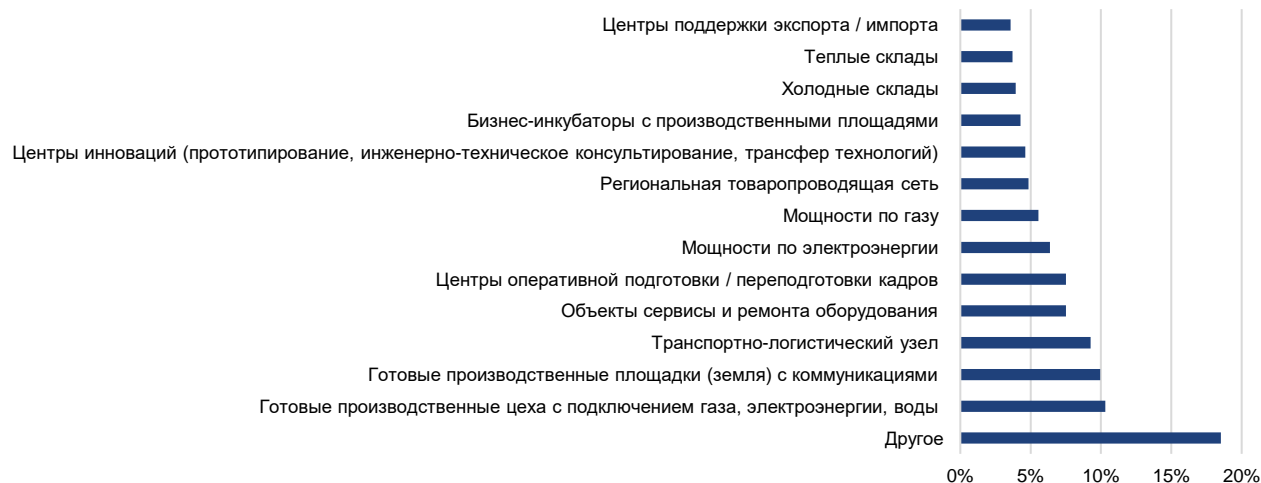 Центры поддержки экспорта / импорта
Теплые склады
Холодные склады
Бизнес-инкубаторы с производственными площадями
Центры инноваций (прототипирование, инженерно-техническое консультирование, трансфер технологий)
Региональная товаропроводящая сеть
Мощности по газу
Мощности по электроэнергии
Центры оперативной подготовки / переподготовки кадров
Объекты сервисы и ремонта оборудования
Транспортно-логистический узел
Готовые производственные площадки (земля) с коммуникациями
Готовые производственные цеха с подключением газа, электроэнергии, воды
Другое
0% 5% 10% 15% 20%